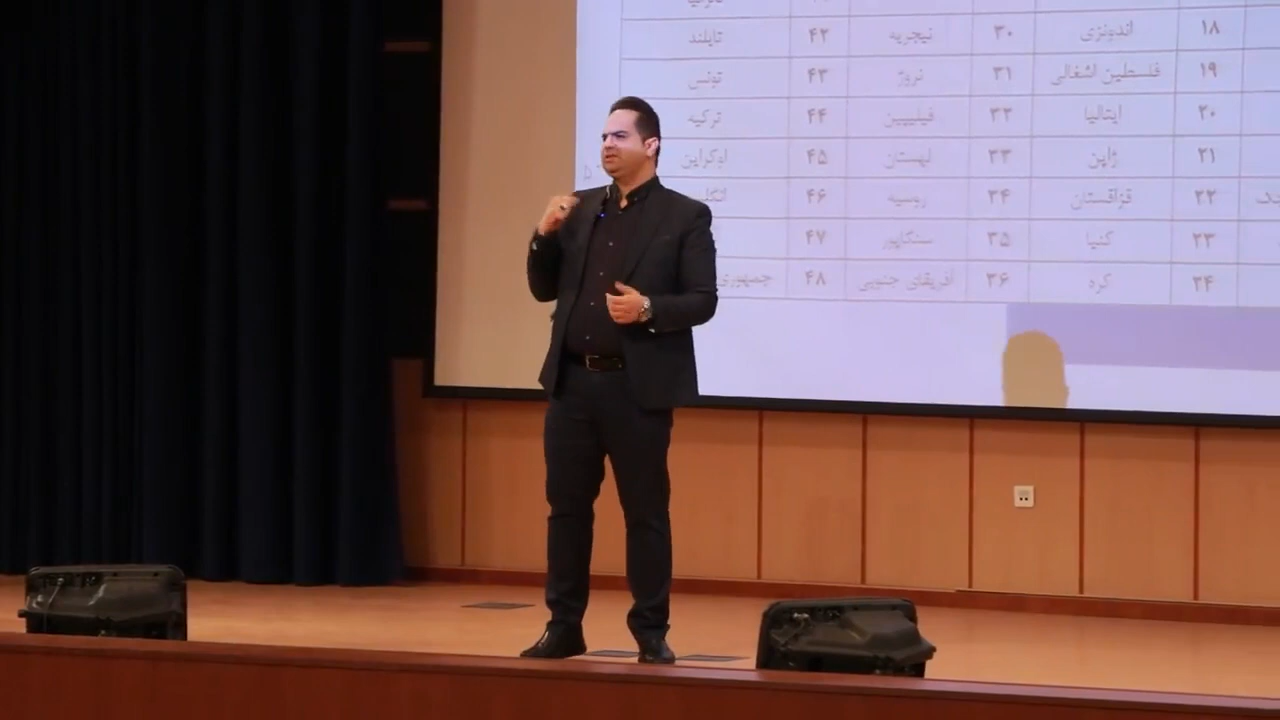 ۱۸ اندونزی ۳۰ نیجریه ۴۲ تایلند
۱۹ فلسطین اشغالی ۳۱ نروژ ۴۳ تونس
۲۰ ایتالیا ۳۲ فیلیپین ۴۴ ترکیه
۲۱ ژاپن ۳۳ لهستان ۴۵ اوکراین
۲۲ قزاقستان ۳۴ روسیه ۴۶
۲۳ کنیا ۳۵ سنگاپور ۴۷
۲۴ کره ۳۶ آفریقای جنوبی ۴۸ جمهوری